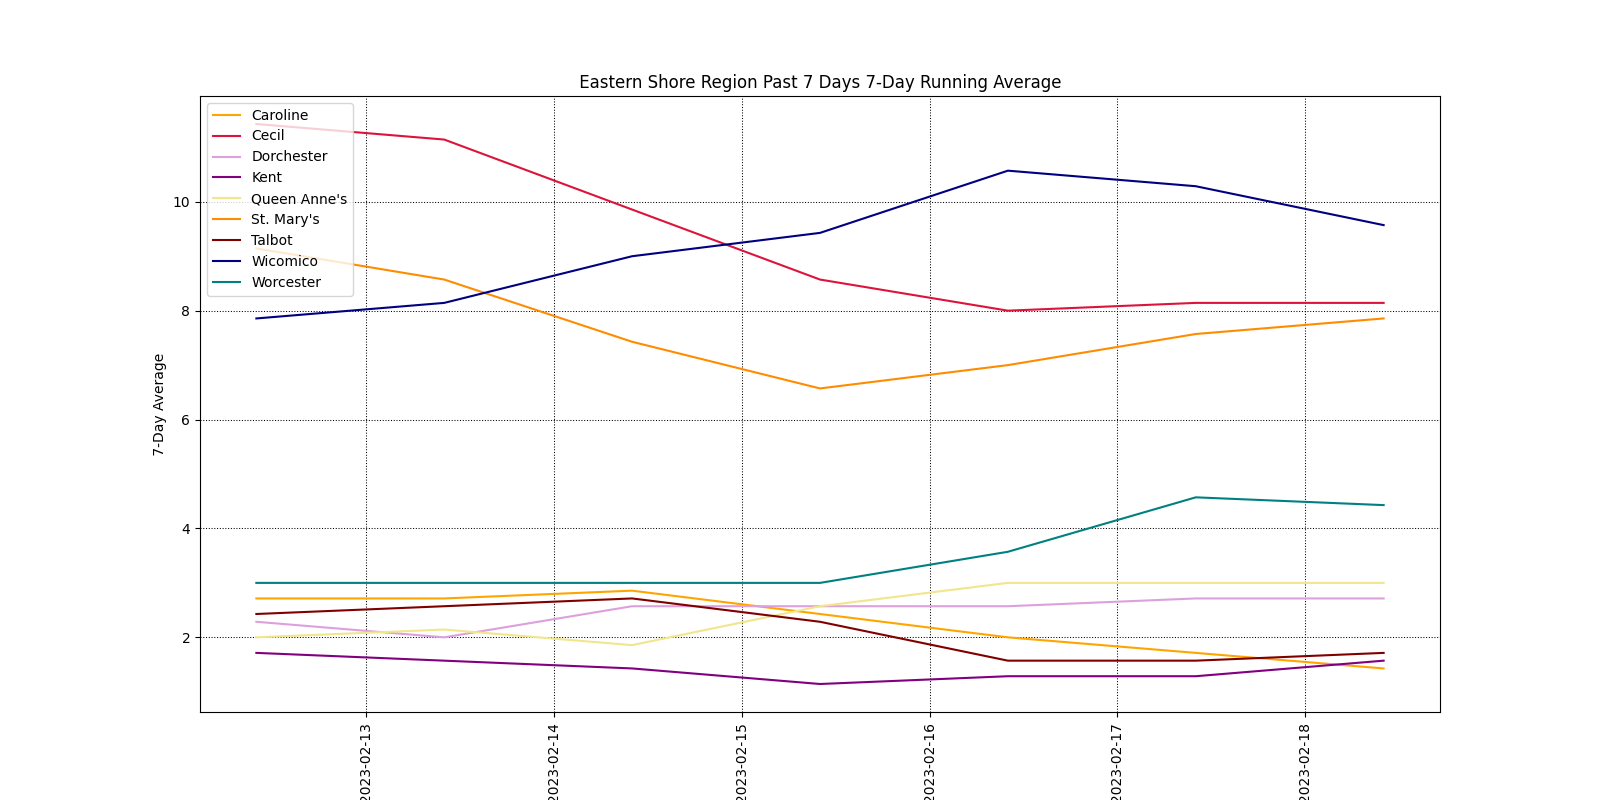 Eastern Shore Region Past 7 Days 7-Day Running Average
Caroline
Cecil
Dorchester
Kent
Queen Anne's
St. Mary's
Talbot
Wicomico
Worcester
7-Day Average
10
8
6
4
2
2023-02-13
2023-02-14
2023-02-15
2023-02-16
2023-02-17
2023-02-18